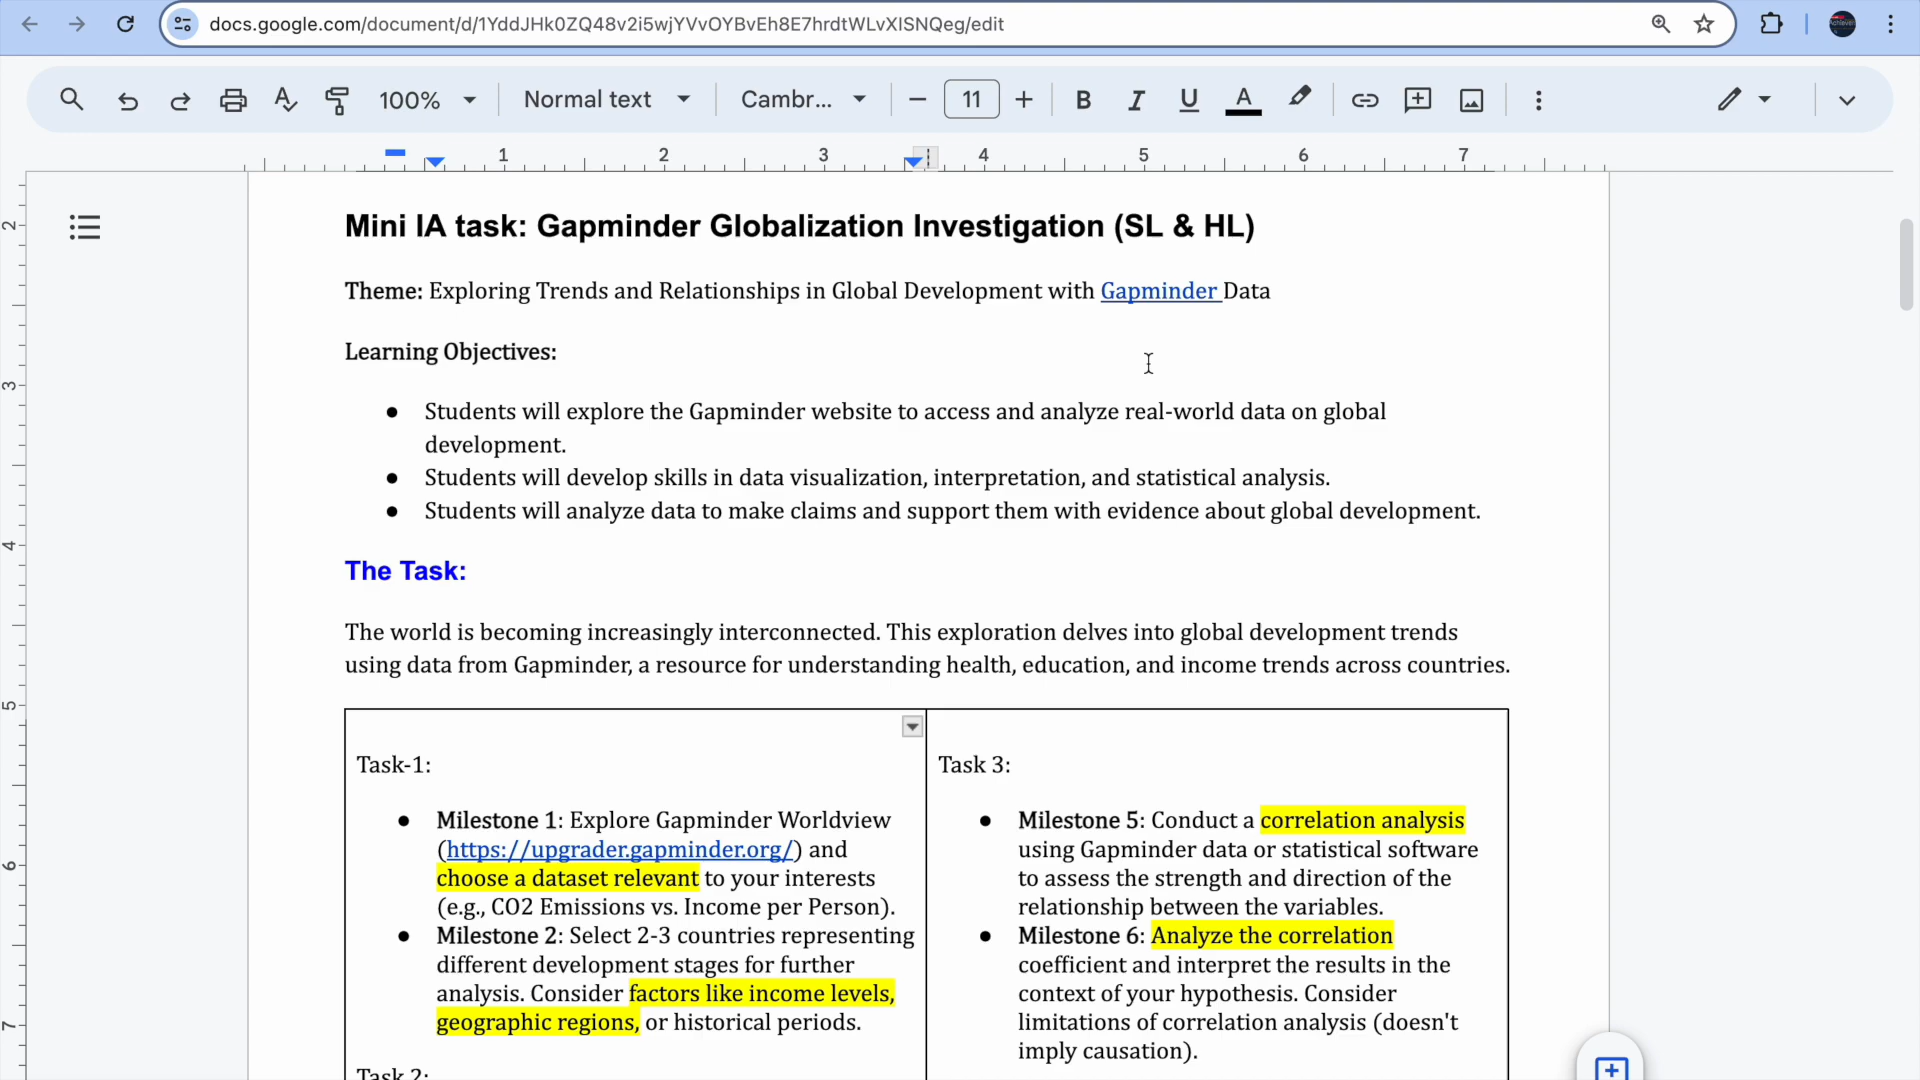 docs.google.com/document/d/1YddJHk0ZQ48v2i5wjYVvOYBvEh8E7hrdtWLvXISNQeg/edit
100%
Normal text
Cambr...
11
B
I
U
A
1
2
3
4
5
6
7
2
3
4
5
6
7
Mini IA task: Gapminder Globalization Investigation (SL & HL)
Theme: Exploring Trends and Relationships in Global Development with Gapminder Data
Learning Objectives:
● Students will explore the Gapminder website to access and analyze real-world data on global
development.
● Students will develop skills in data visualization, interpretation, and statistical analysis.
● Students will analyze data to make claims and support them with evidence about global development.
The Task:
The world is becoming increasingly interconnected. This exploration delves into global development trends
using data from Gapminder, a resource for understanding health, education, and income trends across countries.
Task-1:
● Milestone 1: Explore Gapminder Worldview
(https://upgrader.gapminder.org/) and
choose a dataset relevant to your interests
(e.g., CO2 Emissions vs. Income per Person).
● Milestone 2: Select 2-3 countries representing
different development stages for further
analysis. Consider factors like income levels,
geographic regions, or historical periods.
Task 2:
Task 3:
● Milestone 5: Conduct a correlation analysis
using Gapminder data or statistical software
to assess the strength and direction of the
relationship between the variables.
● Milestone 6: Analyze the correlation
coefficient and interpret the results in the
context of your hypothesis. Consider
limitations of correlation analysis (doesn't
imply causation).